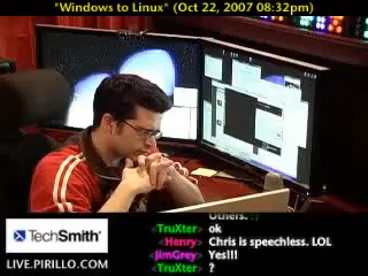 "Windows to Linux" (Oct 22, 2007 08:32pm)
Others. :)
TruXter> ok
Henry> Chris is speechless. LOL
JimGrey> Yes!!!
TruXter> ?
TechSmith
LIVE.PIRILLO.COM